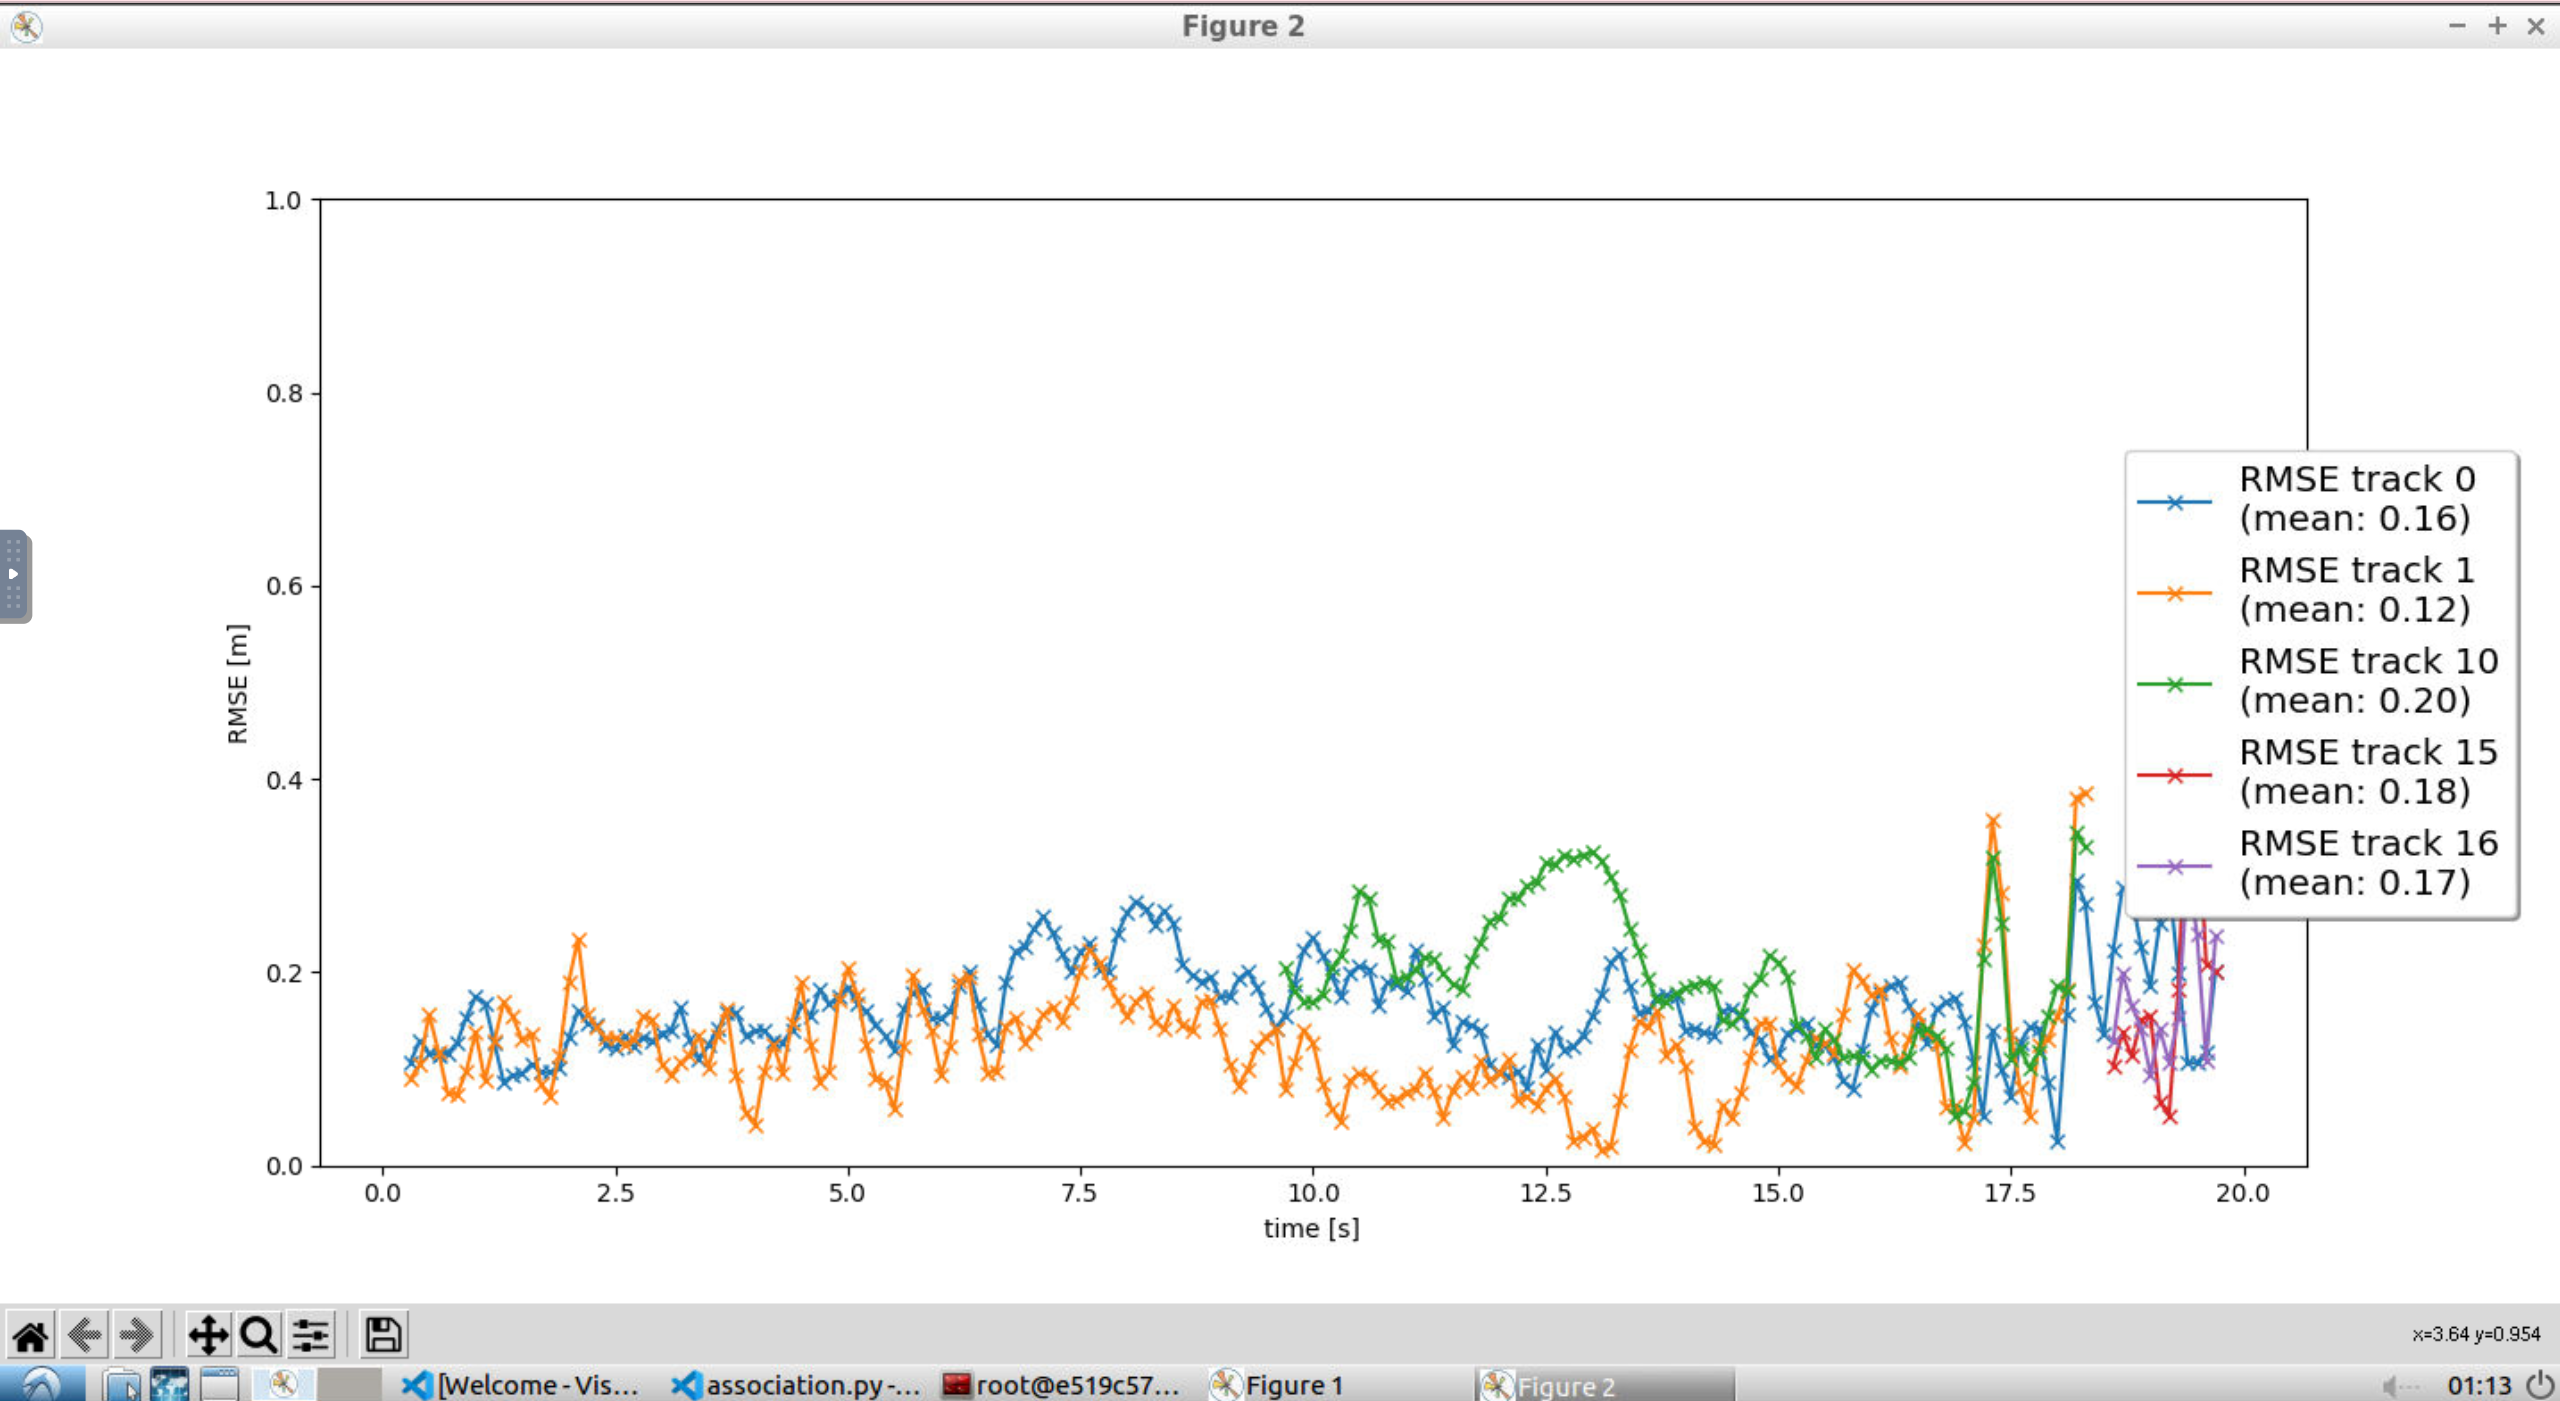 Figure 2
1.0
0.8
0.6
0.4
0.2
0.0
RMSE [m]
0.0 2.5 5.0 7.5 10.0 12.5 15.0 17.5 20.0
time [s]
RMSE track 0
(mean: 0.16)
RMSE track 1
(mean: 0.12)
RMSE track 10
(mean: 0.20)
RMSE track 15
(mean: 0.18)
RMSE track 16
(mean: 0.17)
x=3.64 y=0.954
[Welcome - Vis... association.py -... root@e519c57... Figure 1 Figure 2 01:13